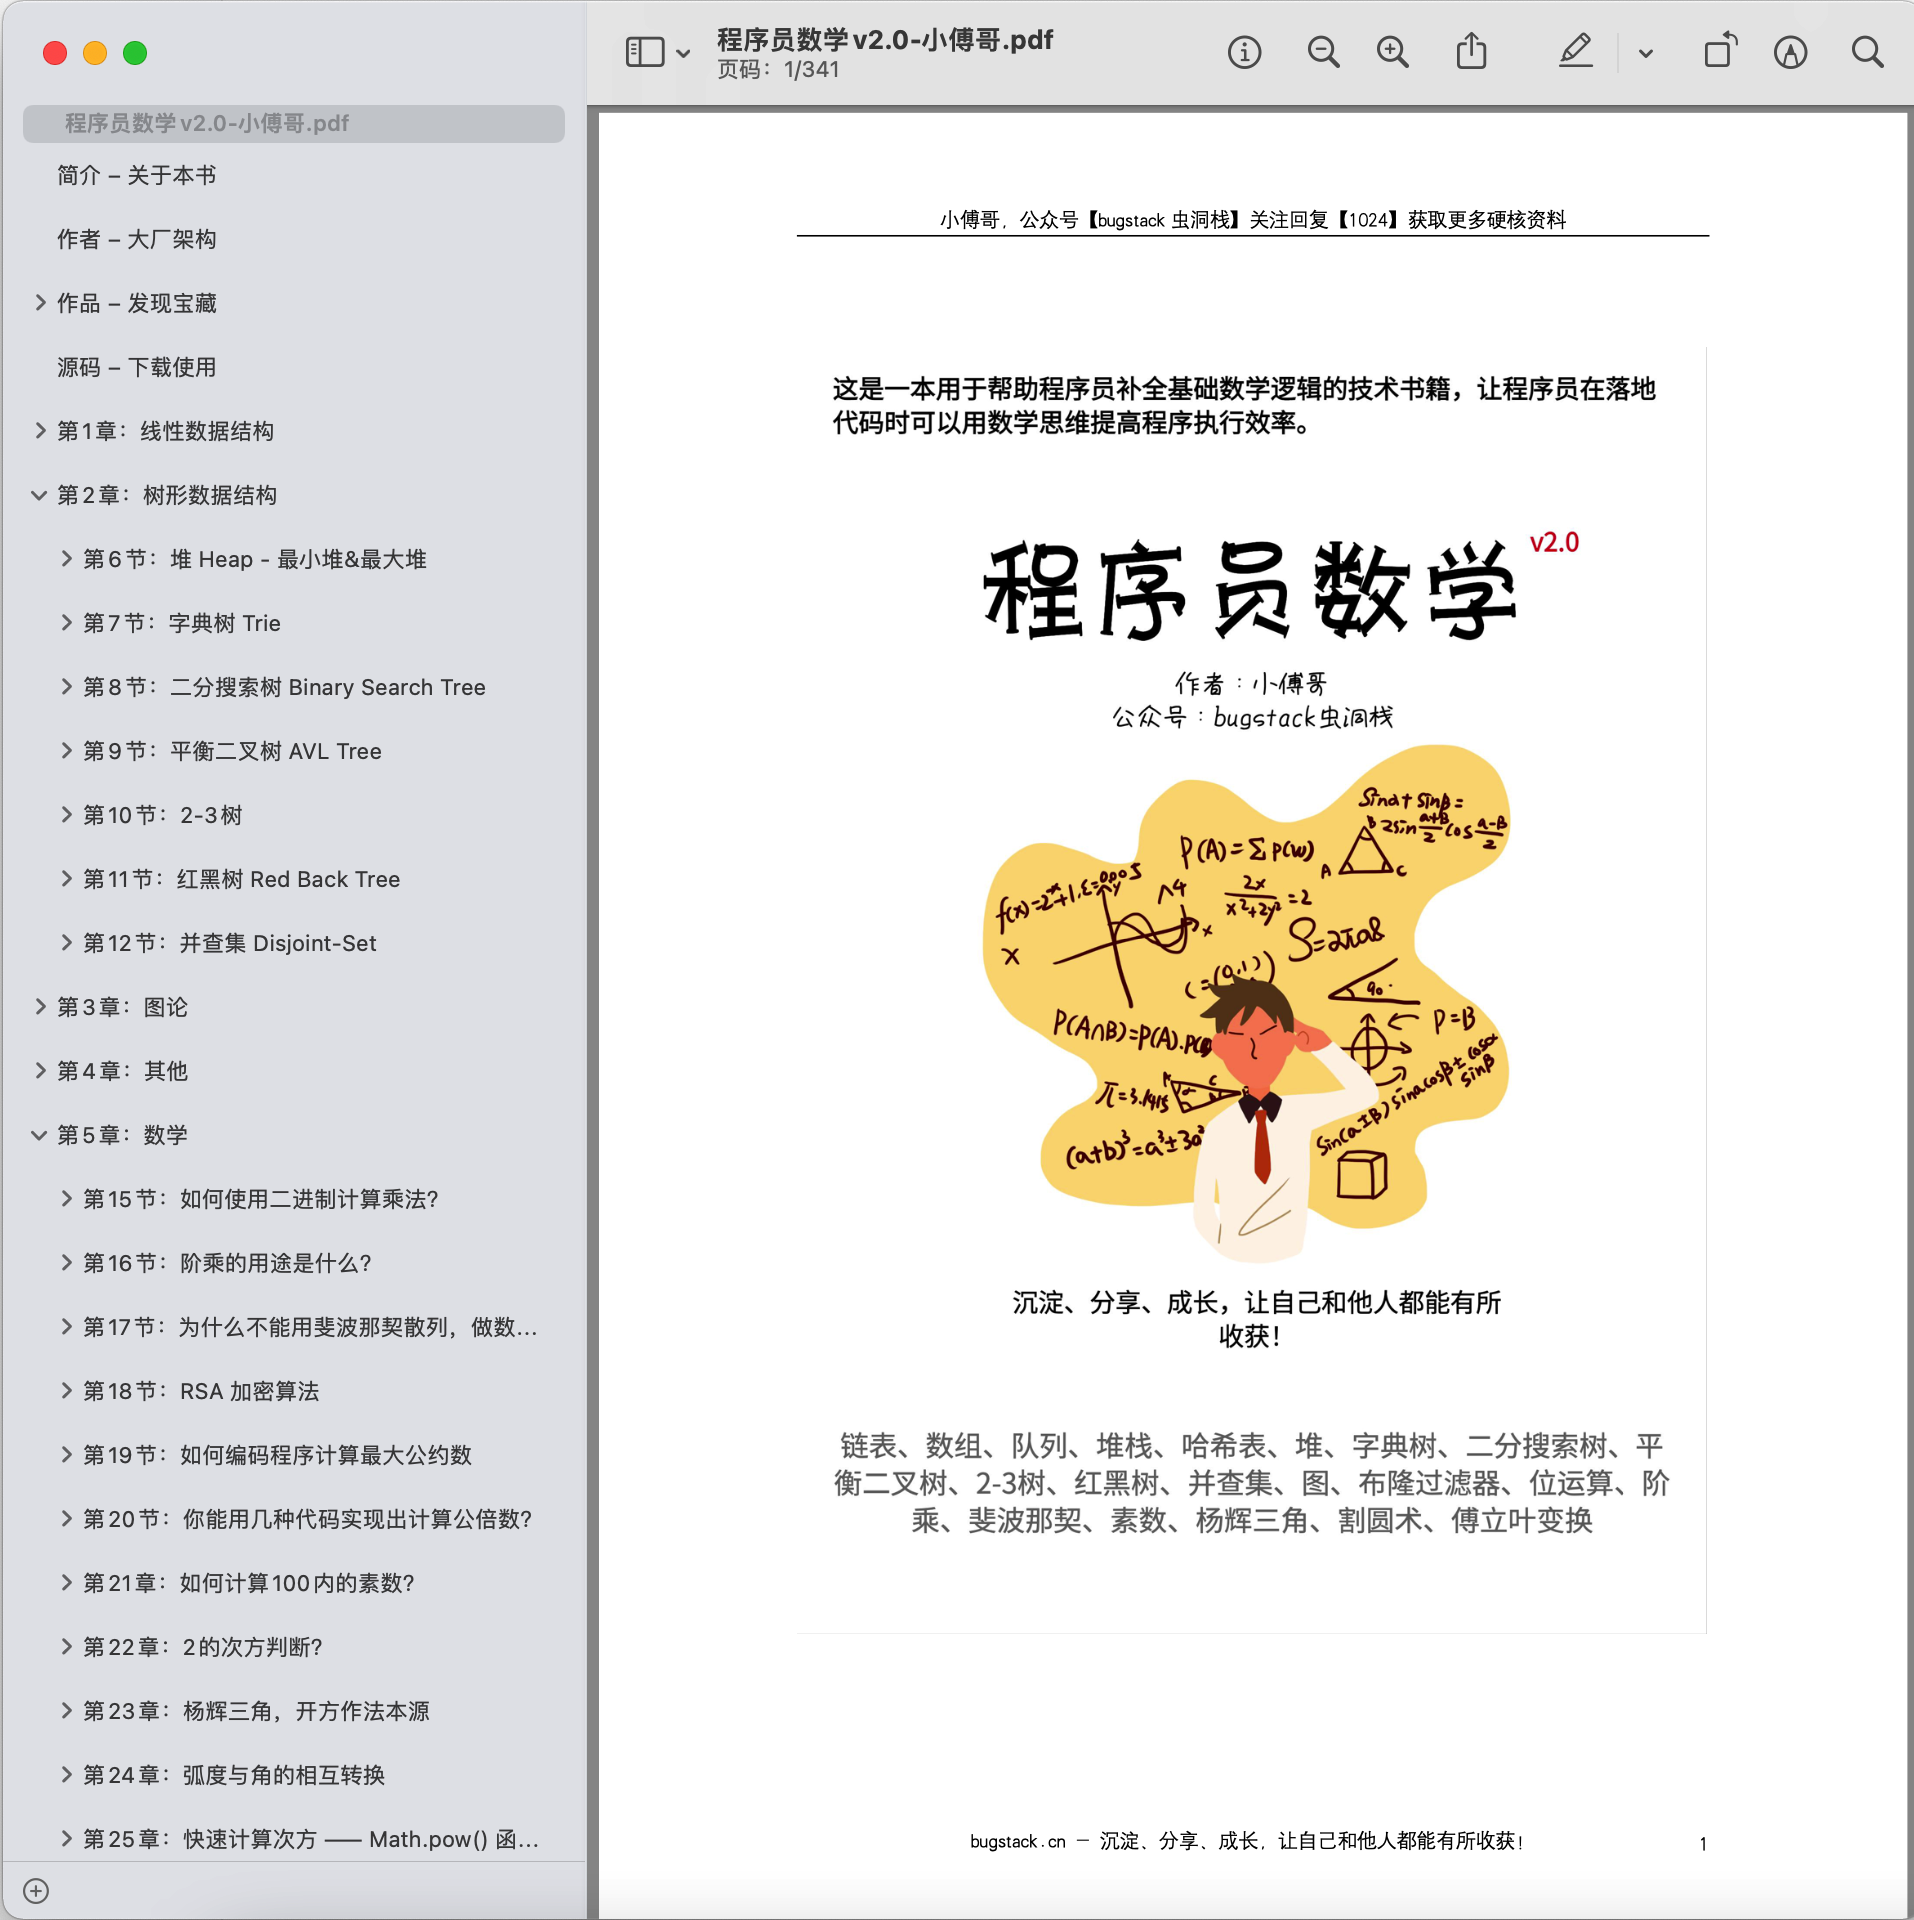 程序员数学v2.0-小傅哥.pdf
页码：1/341
程序员数学v2.0-小傅哥.pdf
简介 – 关于本书
作者 – 大厂架构
作品 – 发现宝藏
源码 – 下载使用
第1章：线性数据结构
第2章：树形数据结构
第6节：堆 Heap - 最小堆&最大堆
第7节：字典树 Trie
第8节：二分搜索树 Binary Search Tree
第9节：平衡二叉树 AVL Tree
第10节：2-3树
第11节：红黑树 Red Back Tree
第12节：并查集 Disjoint-Set
第3章：图论
第4章：其他
第5章：数学
第15节：如何使用二进制计算乘法?
第16节：阶乘的用途是什么?
第17节：为什么不能用斐波那契散列，做数...
第18节：RSA 加密算法
第19节：如何编码程序计算最大公约数
第20节：你能用几种代码实现出计算公倍数?
第21章：如何计算100内的素数?
第22章：2的次方判断?
第23章：杨辉三角，开方作法本源
第24章：弧度与角的相互转换
第25章：快速计算次方 —— Math.pow() 函...
小傅哥，公众号【bugstack 虫洞栈】关注回复【1024】获取更多硬核资料
这是一本用于帮助程序员补全基础数学逻辑的技术书籍，让程序员在落地
代码时可以用数学思维提高程序执行效率。
程序员数学 v2.0
作者：小傅哥
公众号：bugstack虫洞栈
Sinα+sinβ=
2sin α+β/2 cos α-β/2
P(A)=Σp(w)
B
A
C
f(x)=2^x+1,ε=0.005
y
2x/x²+2y²=2
x
X
S=2πab
C=(0,1)
90°
P(A∩B)=P(A).P(B
P=B
π=3.1415
A
C
B
(a+b)³=a³±3a²
Sin(α±β)sinαcosβ±cosα
sinβ
沉淀、分享、成长，让自己和他人都能有所
收获！
链表、数组、队列、堆栈、哈希表、堆、字典树、二分搜索树、平
衡二叉树、2-3树、红黑树、并查集、图、布隆过滤器、位运算、阶
乘、斐波那契、素数、杨辉三角、割圆术、傅立叶变换
bugstack.cn － 沉淀、分享、成长，让自己和他人都能有所收获！
1